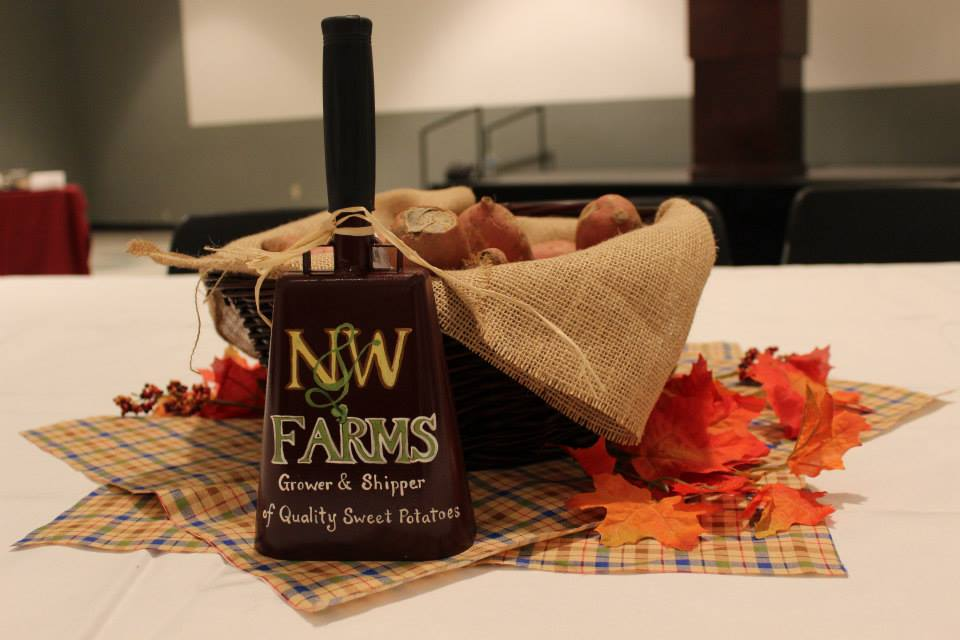 N&W
FARMS
Grower & Shipper
of Quality Sweet Potatoes